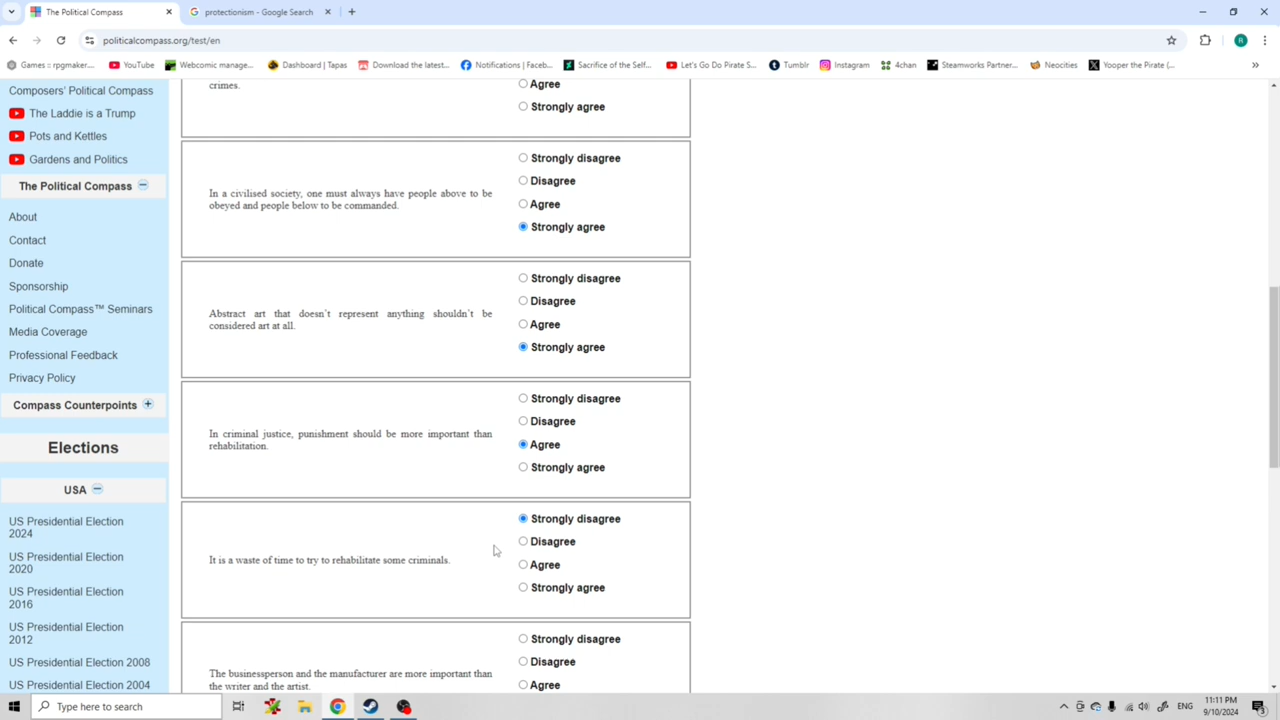 The Political Compass
protectionism - Google Search
politicalcompass.org/test/en
Games :: rpgmaker....
YouTube
Webcomic manage...
Dashboard | Tapas
Download the latest...
Notifications | Faceb...
Sacrifice of the Self...
Let's Go Do Pirate S...
Tumblr
Instagram
4chan
Steamworks Partner...
Neocities
Yooper the Pirate (...
R
Composers' Political Compass
The Laddie is a Trump
Pots and Kettles
Gardens and Politics
The Political Compass
About
Contact
Donate
Sponsorship
Political Compass™ Seminars
Media Coverage
Professional Feedback
Privacy Policy
Compass Counterpoints
Elections
USA
US Presidential Election
2024
US Presidential Election
2020
US Presidential Election
2016
US Presidential Election
2012
US Presidential Election 2008
US Presidential Election 2004
crimes.
Agree
Strongly agree
In a civilised society, one must always have people above to be
obeyed and people below to be commanded.
Strongly disagree
Disagree
Agree
Strongly agree
Abstract art that doesn`t represent anything shouldn`t be
considered art at all.
Strongly disagree
Disagree
Agree
Strongly agree
In criminal justice, punishment should be more important than
rehabilitation.
Strongly disagree
Disagree
Agree
Strongly agree
It is a waste of time to try to rehabilitate some criminals.
Strongly disagree
Disagree
Agree
Strongly agree
The businessperson and the manufacturer are more important than
the writer and the artist.
Strongly disagree
Disagree
Agree
Type here to search
ENG
11:11 PM
9/10/2024
3